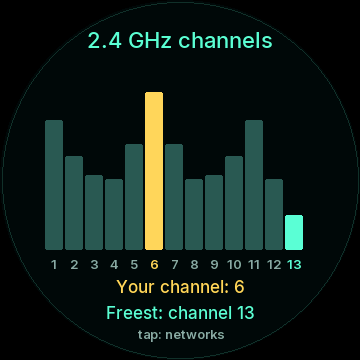 2.4 GHz channels
1 2 3 4 5 6 7 8 9 10 11 12 13
Your channel: 6
Freest: channel 13
tap: networks